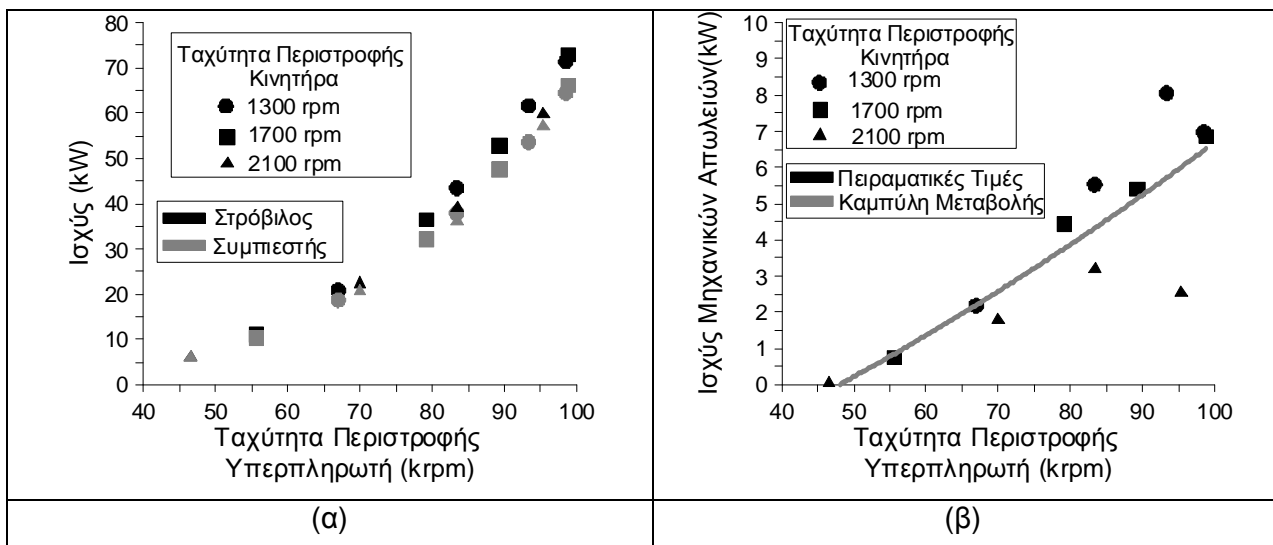 80
70
60
50
40
30
20
10
0
Ισχύς (kW)
Ταχύτητα Περιστροφής
Κινητήρα
1300 rpm
1700 rpm
2100 rpm
Στρόβιλος
Συμπιεστής
40 50 60 70 80 90 100
Ταχύτητα Περιστροφής
Υπερπληρωτή (krpm)
(α)
10
9
8
7
6
5
4
3
2
1
0
Ισχύς Μηχανικών Απωλειών(kW)
Ταχύτητα Περιστροφής
Κινητήρα
1300 rpm
1700 rpm
2100 rpm
Πειραματικές Τιμές
Καμπύλη Μεταβολής
40 50 60 70 80 90 100
Ταχύτητα Περιστροφής
Υπερπληρωτή (krpm)
(β)